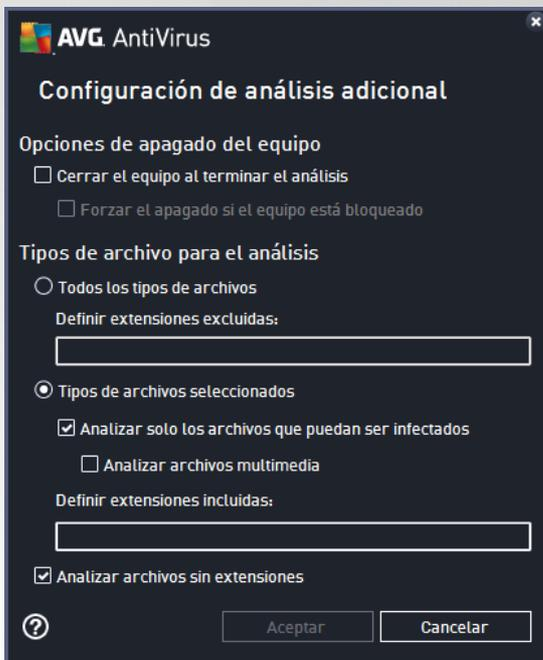 AVG AntiVirus
Configuración de análisis adicional
Opciones de apagado del equipo
Cerrar el equipo al terminar el análisis
Forzar el apagado si el equipo está bloqueado
Tipos de archivo para el análisis
Todos los tipos de archivos
Definir extensiones excluidas:
Tipos de archivos seleccionados
Analizar solo los archivos que puedan ser infectados
Analizar archivos multimedia
Definir extensiones incluidas:
Analizar archivos sin extensiones
?
Aceptar
Cancelar